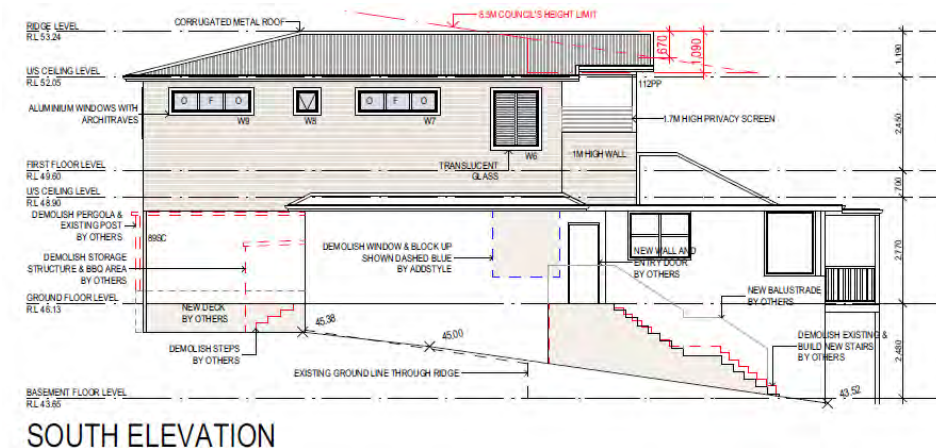 8.5M COUNCIL'S HEIGHT LIMIT
CORRUGATED METAL ROOF
RIDGE LEVEL
RL 53.24
U/S CEILING LEVEL
RL 52.05
ALUMINIUM WINDOWS WITH
ARCHITRAVES
O F O
W9
W8
O F O
W7
W6
TRANSLUCENT
GLASS
1,670
1,090
1,190
112PP
1.7M HIGH PRIVACY SCREEN
1M HIGH WALL
2,450
FIRST FLOOR LEVEL
RL 49.60
U/S CEILING LEVEL
RL 48.90
700
DEMOLISH PERGOLA &
EXISTING POST
BY OTHERS
89SC
DEMOLISH STORAGE
STRUCTURE & BBQ AREA
BY OTHERS
DEMOLISH WINDOW & BLOCK UP
SHOWN DASHED BLUE
BY ADDSTYLE
NEW WALL AND
ENTRY DOOR
BY OTHERS
2,770
GROUND FLOOR LEVEL
RL 46.13
NEW DECK
BY OTHERS
NEW BALUSTRADE
BY OTHERS
DEMOLISH STEPS
BY OTHERS
45.38
45.00
EXISTING GROUND LINE THROUGH RIDGE
DEMOLISH EXISTING &
BUILD NEW STAIRS
BY OTHERS
2,480
BASEMENT FLOOR LEVEL
RL 43.65
43.52
SOUTH ELEVATION